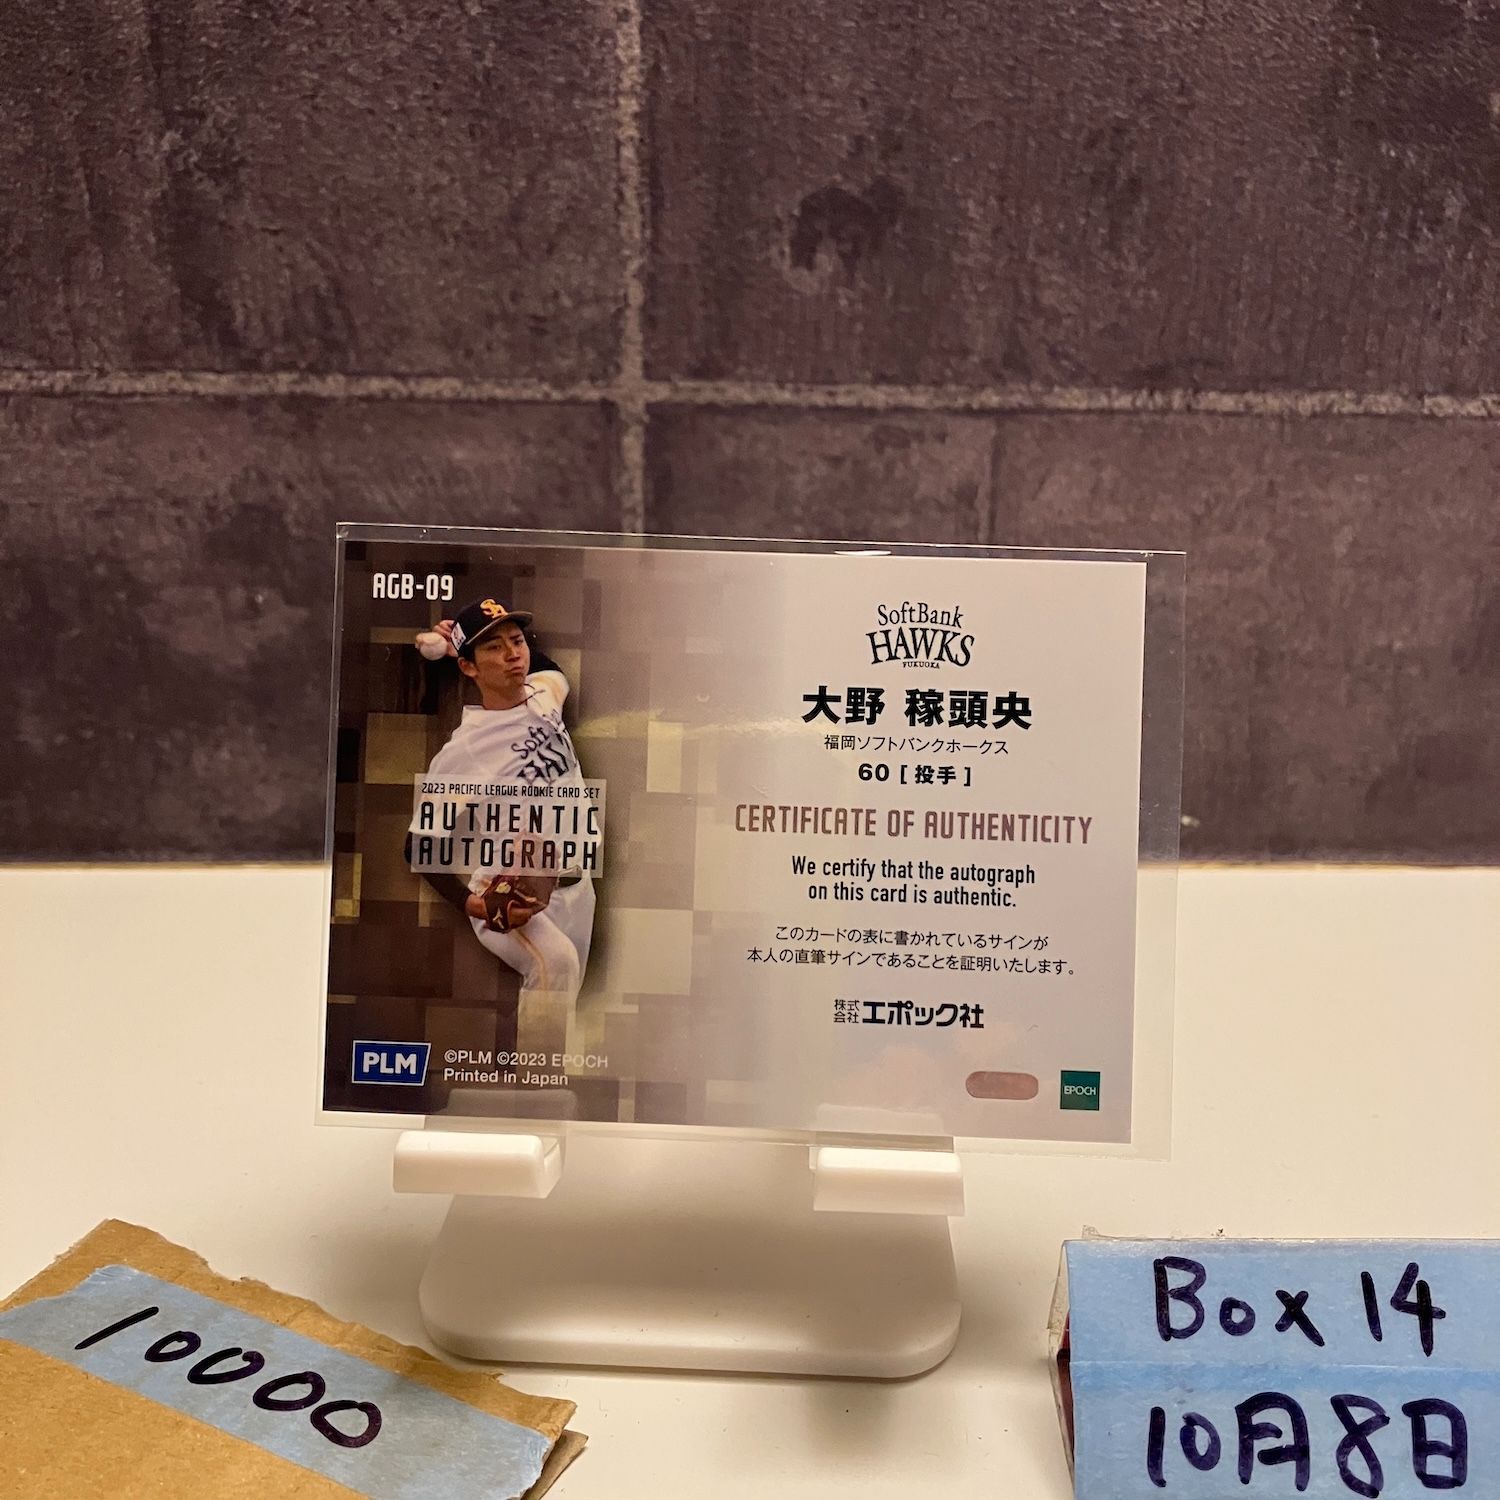 AGB-09
SoftBank
HAWKS
FUKUOKA
大野 稼頭央
福岡ソフトバンクホークス
60 [ 投手 ]
CERTIFICATE OF AUTHENTICITY
We certify that the autograph
on this card is authentic.
このカードの表に書かれているサインが
本人の直筆サインであることを証明いたします。
株式会社エポック社
EPOCH
Soft
2023 PACIFIC LEAGUE ROOKIE CARD SET
AUTHENTIC
AUTOGRAPH
PLM
©PLM ©2023 EPOCH
Printed in Japan
10000
Box 14
10月8日